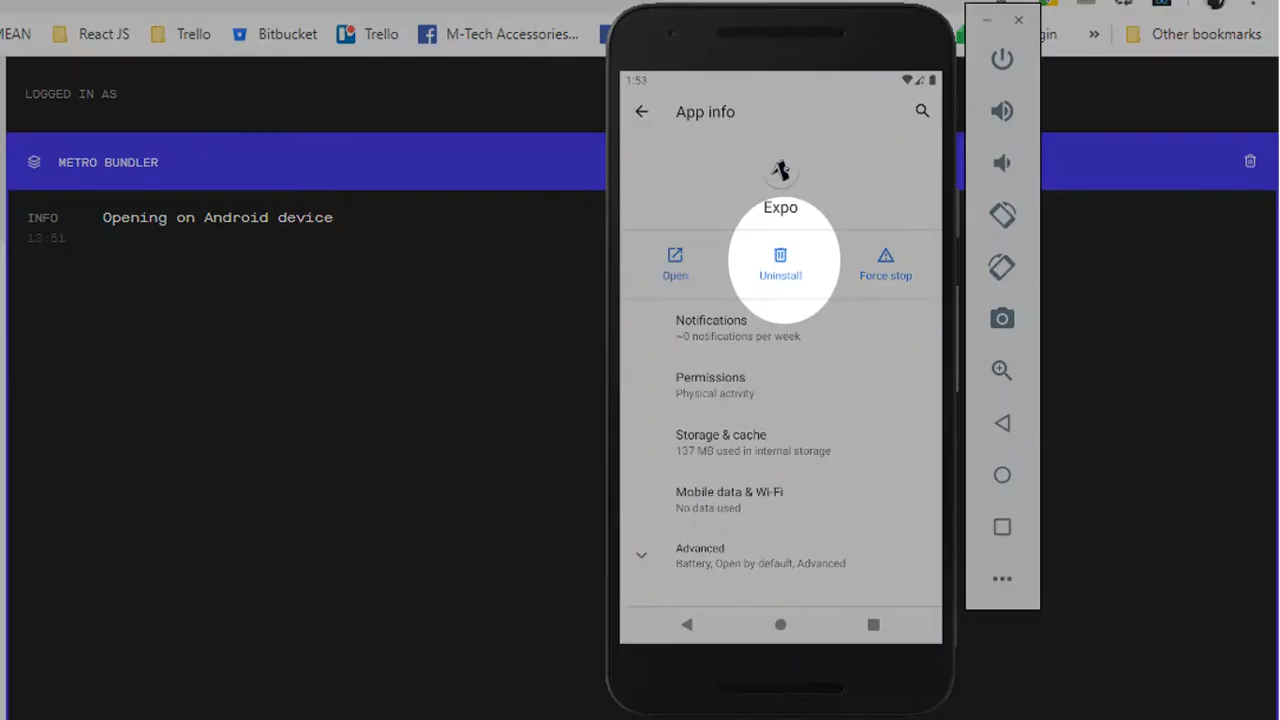 MEAN
React JS
Trello
Bitbucket
Trello
M-Tech Accessories...
gin
»
Other bookmarks
LOGGED IN AS
METRO BUNDLER
INFO
Opening on Android device
13:51
1:53
App info
Expo
Open
Uninstall
Force stop
Notifications
~0 notifications per week
Permissions
Physical activity
Storage & cache
137 MB used in internal storage
Mobile data & Wi-Fi
No data used
Advanced
Battery, Open by default, Advanced